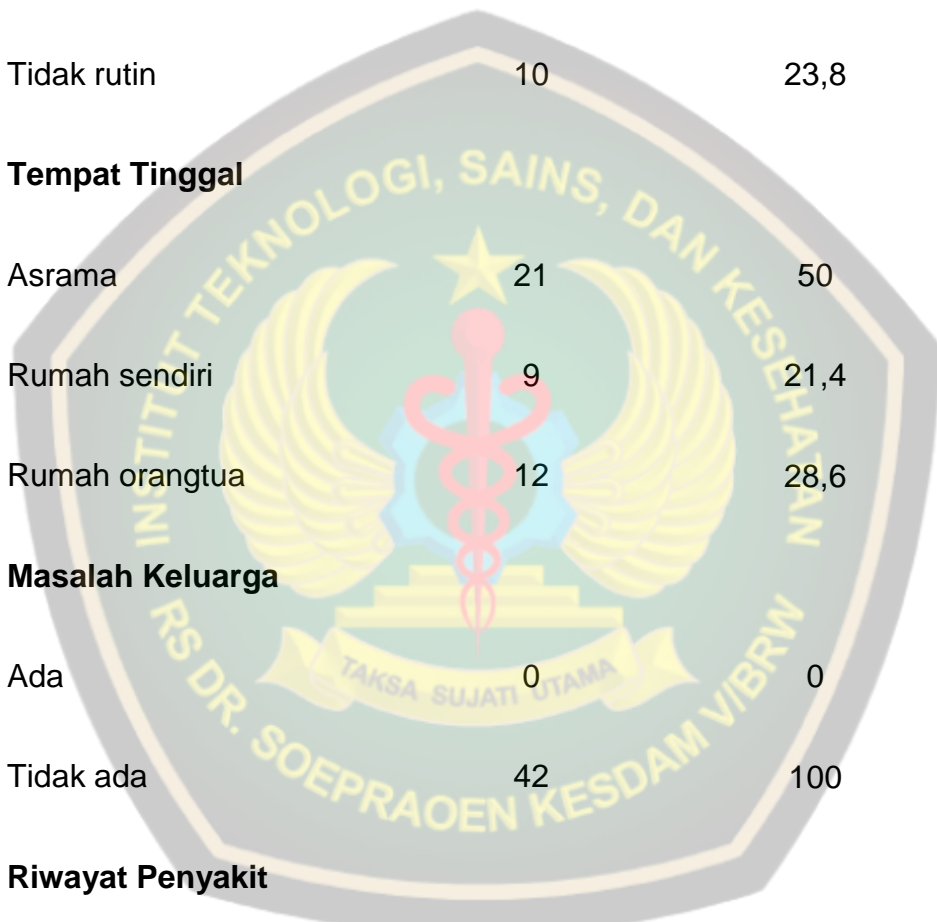 Tidak rutin 10 23,8
Tempat Tinggal
INSTITUT TEKNOLOGI, SAINS, DAN KESEHATAN
Asrama 21 50
Rumah sendiri 9 21,4
Rumah orangtua 12 28,6
Masalah Keluarga
Ada 0 0
TAKSA SUJATI UTAMA
Tidak ada 42 100
RS DR. SOEPRAOEN KESDAM V/BRW
Riwayat Penyakit